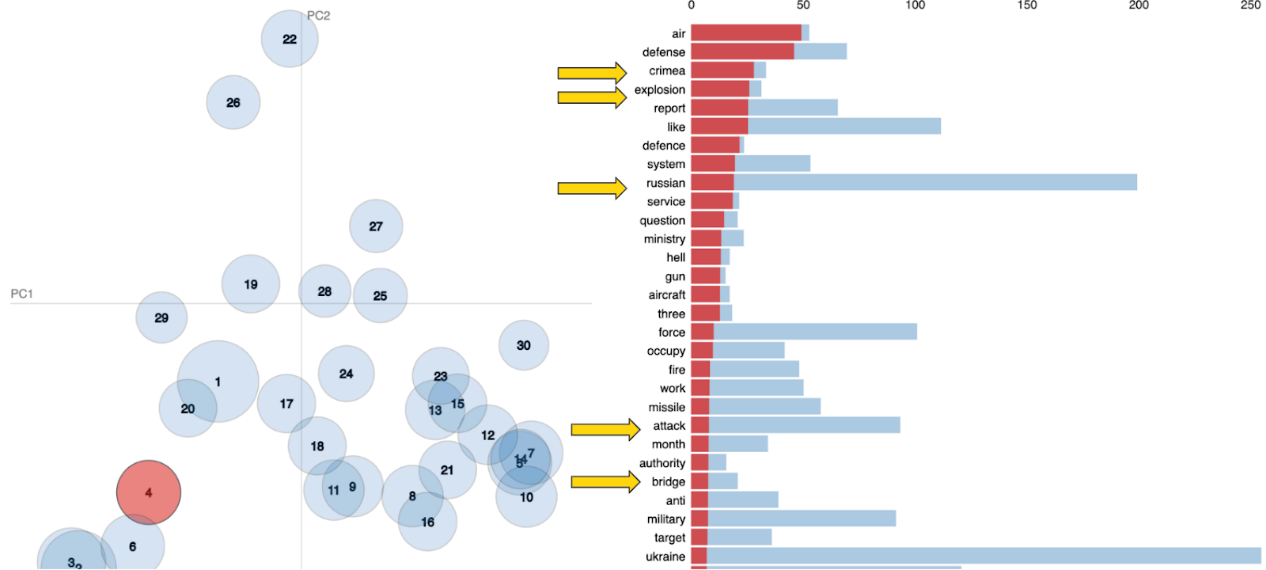 PC2
PC1
22
26
27
19
28
25
29
30
1
24
23
20
17
13
15
12
18
7
14
5
21
4
11
9
8
10
16
6
3
2
0 50 100 150 200 250
air
defense
crimea
explosion
report
like
defence
system
russian
service
question
ministry
hell
gun
aircraft
three
force
occupy
fire
work
missile
attack
month
authority
bridge
anti
military
target
ukraine